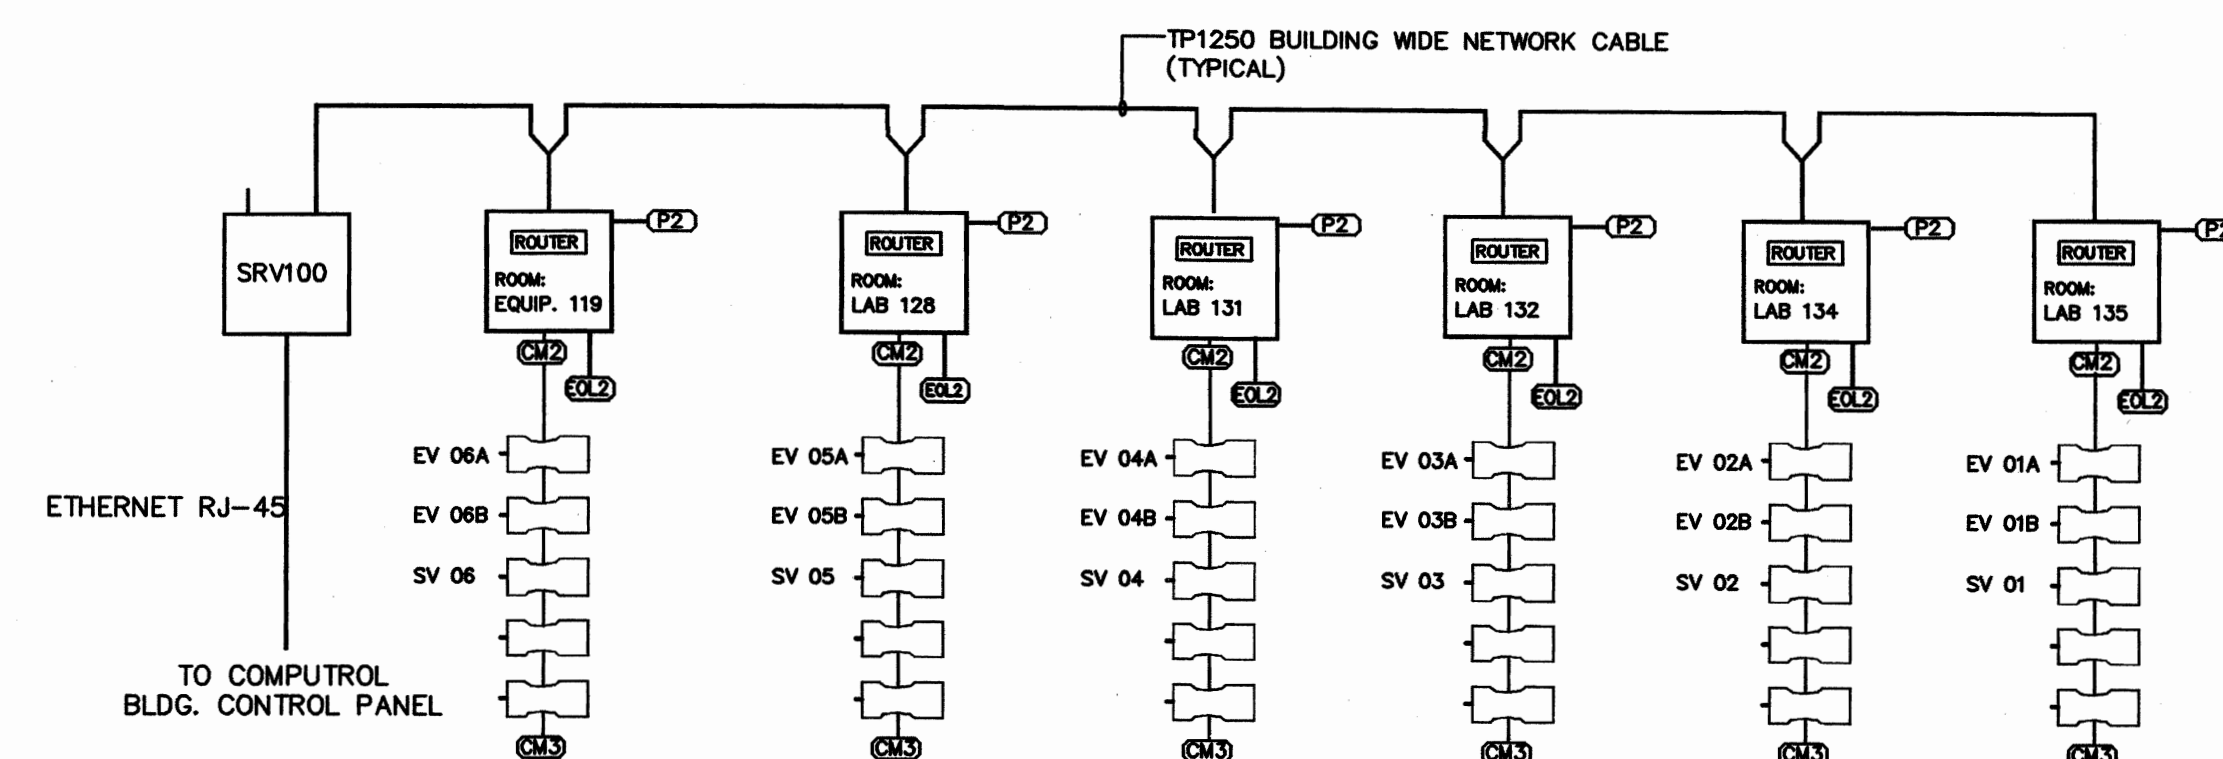 TP1250 BUILDING WIDE NETWORK CABLE
(TYPICAL)
SRV100
ETHERNET RJ-45
TO COMPUTROL
BLDG. CONTROL PANEL
ROUTER
P2
ROOM:
EQUIP. 119
CM2
EOL2
EV 06A
EV 06B
SV 06
CM3
ROUTER
P2
ROOM:
LAB 128
CM2
EOL2
EV 05A
EV 05B
SV 05
CM3
ROUTER
P2
ROOM:
LAB 131
CM2
EOL2
EV 04A
EV 04B
SV 04
CM3
ROUTER
P2
ROOM:
LAB 132
CM2
EOL2
EV 03A
EV 03B
SV 03
CM3
ROUTER
P2
ROOM:
LAB 134
CM2
EOL2
EV 02A
EV 02B
SV 02
CM3
ROUTER
P2
ROOM:
LAB 135
CM2
EOL2
EV 01A
EV 01B
SV 01
CM3